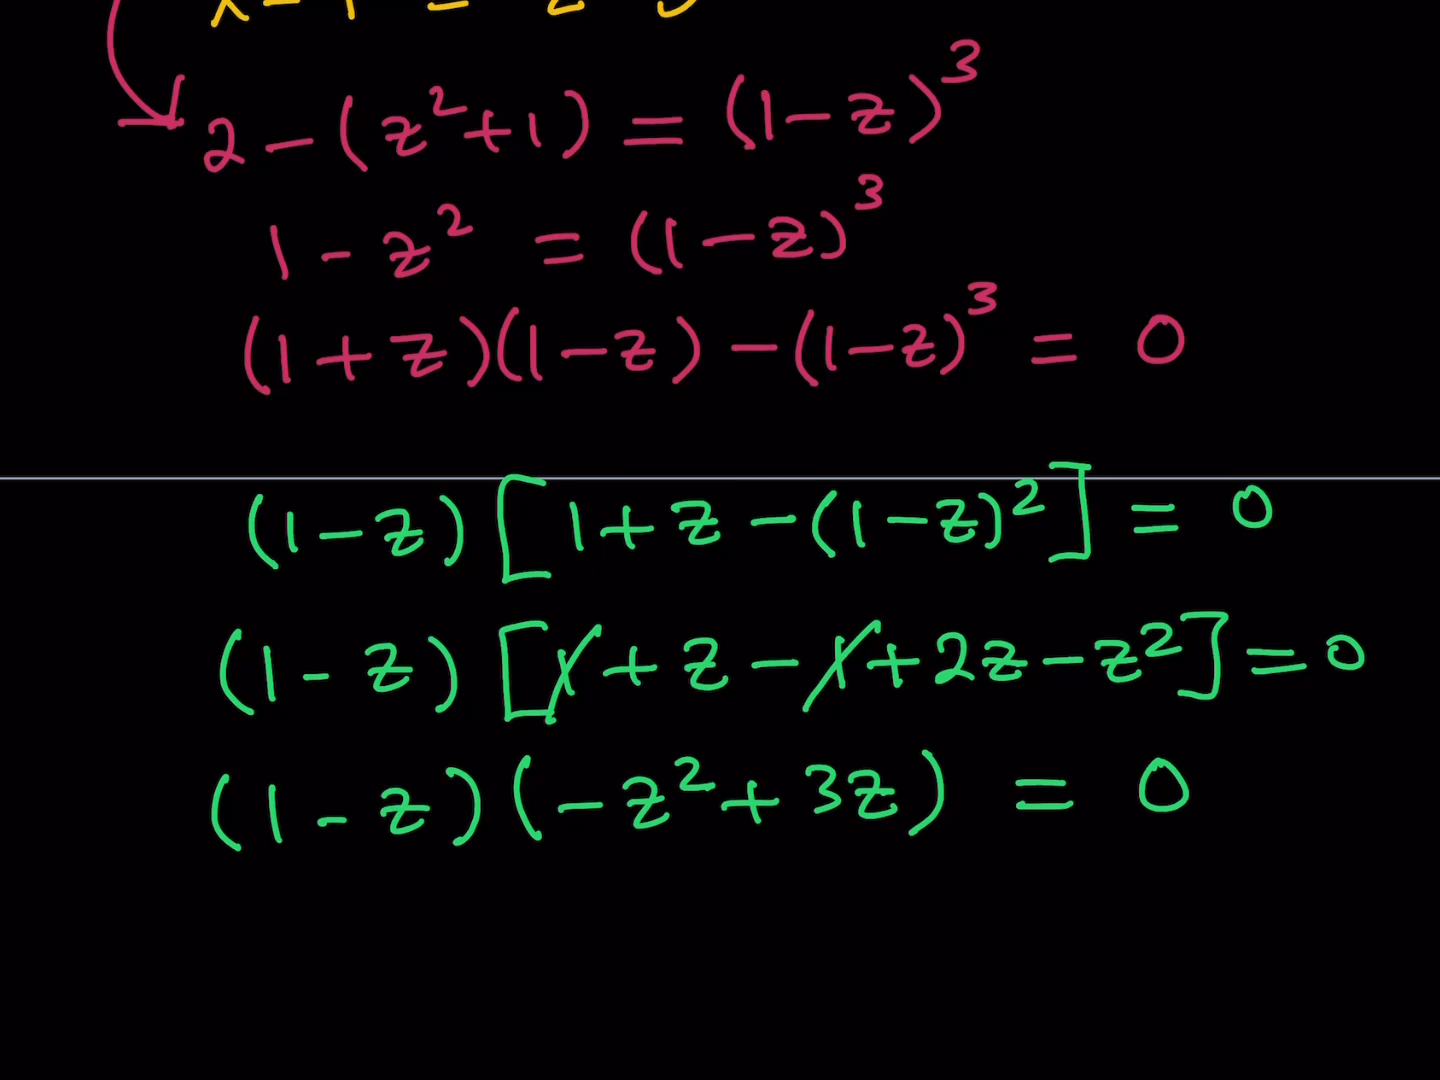 2 - (z²+1) = (1-z)³
1 - z² = (1-z)³
(1+z)(1-z) - (1-z)³ = 0
(1-z)[1+z-(1-z)²] = 0
(1-z)[1+z-1+2z-z²] = 0
(1-z)(-z²+3z) = 0